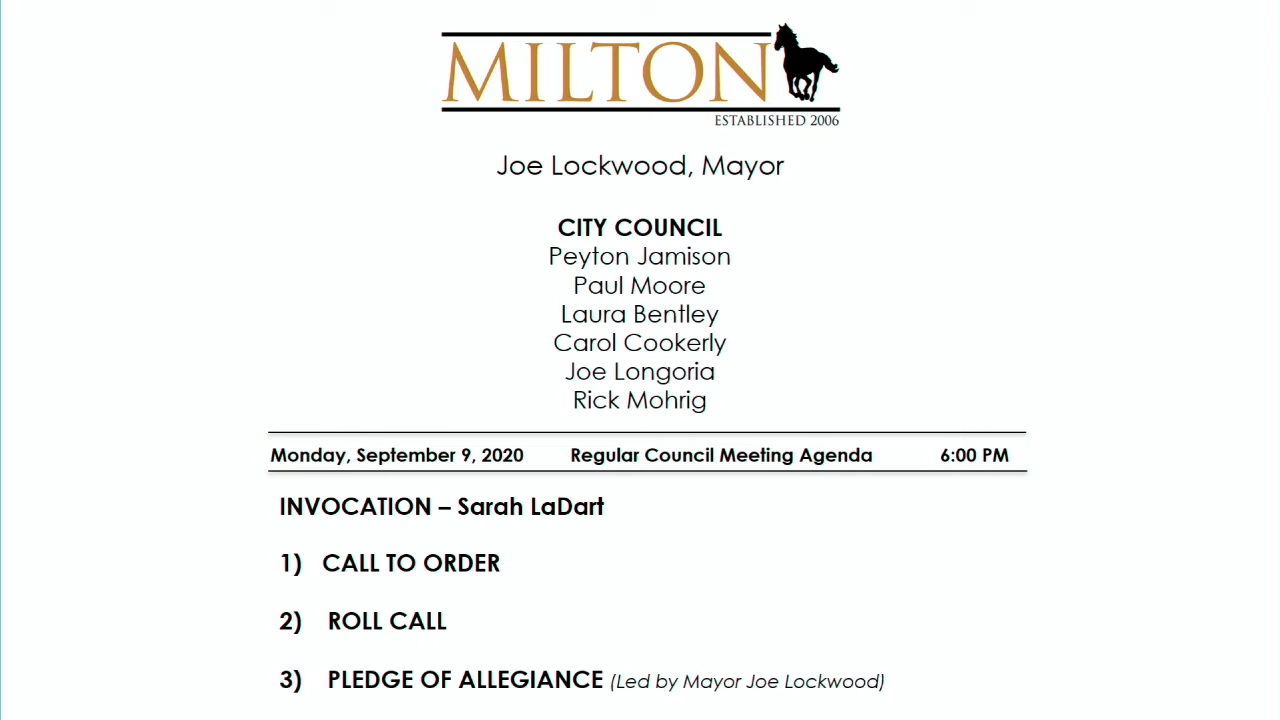 MILTON
ESTABLISHED 2006
Joe Lockwood, Mayor
CITY COUNCIL
Peyton Jamison
Paul Moore
Laura Bentley
Carol Cookerly
Joe Longoria
Rick Mohrig
Monday, September 9, 2020 Regular Council Meeting Agenda 6:00 PM
INVOCATION – Sarah LaDart
1) CALL TO ORDER
2) ROLL CALL
3) PLEDGE OF ALLEGIANCE (Led by Mayor Joe Lockwood)